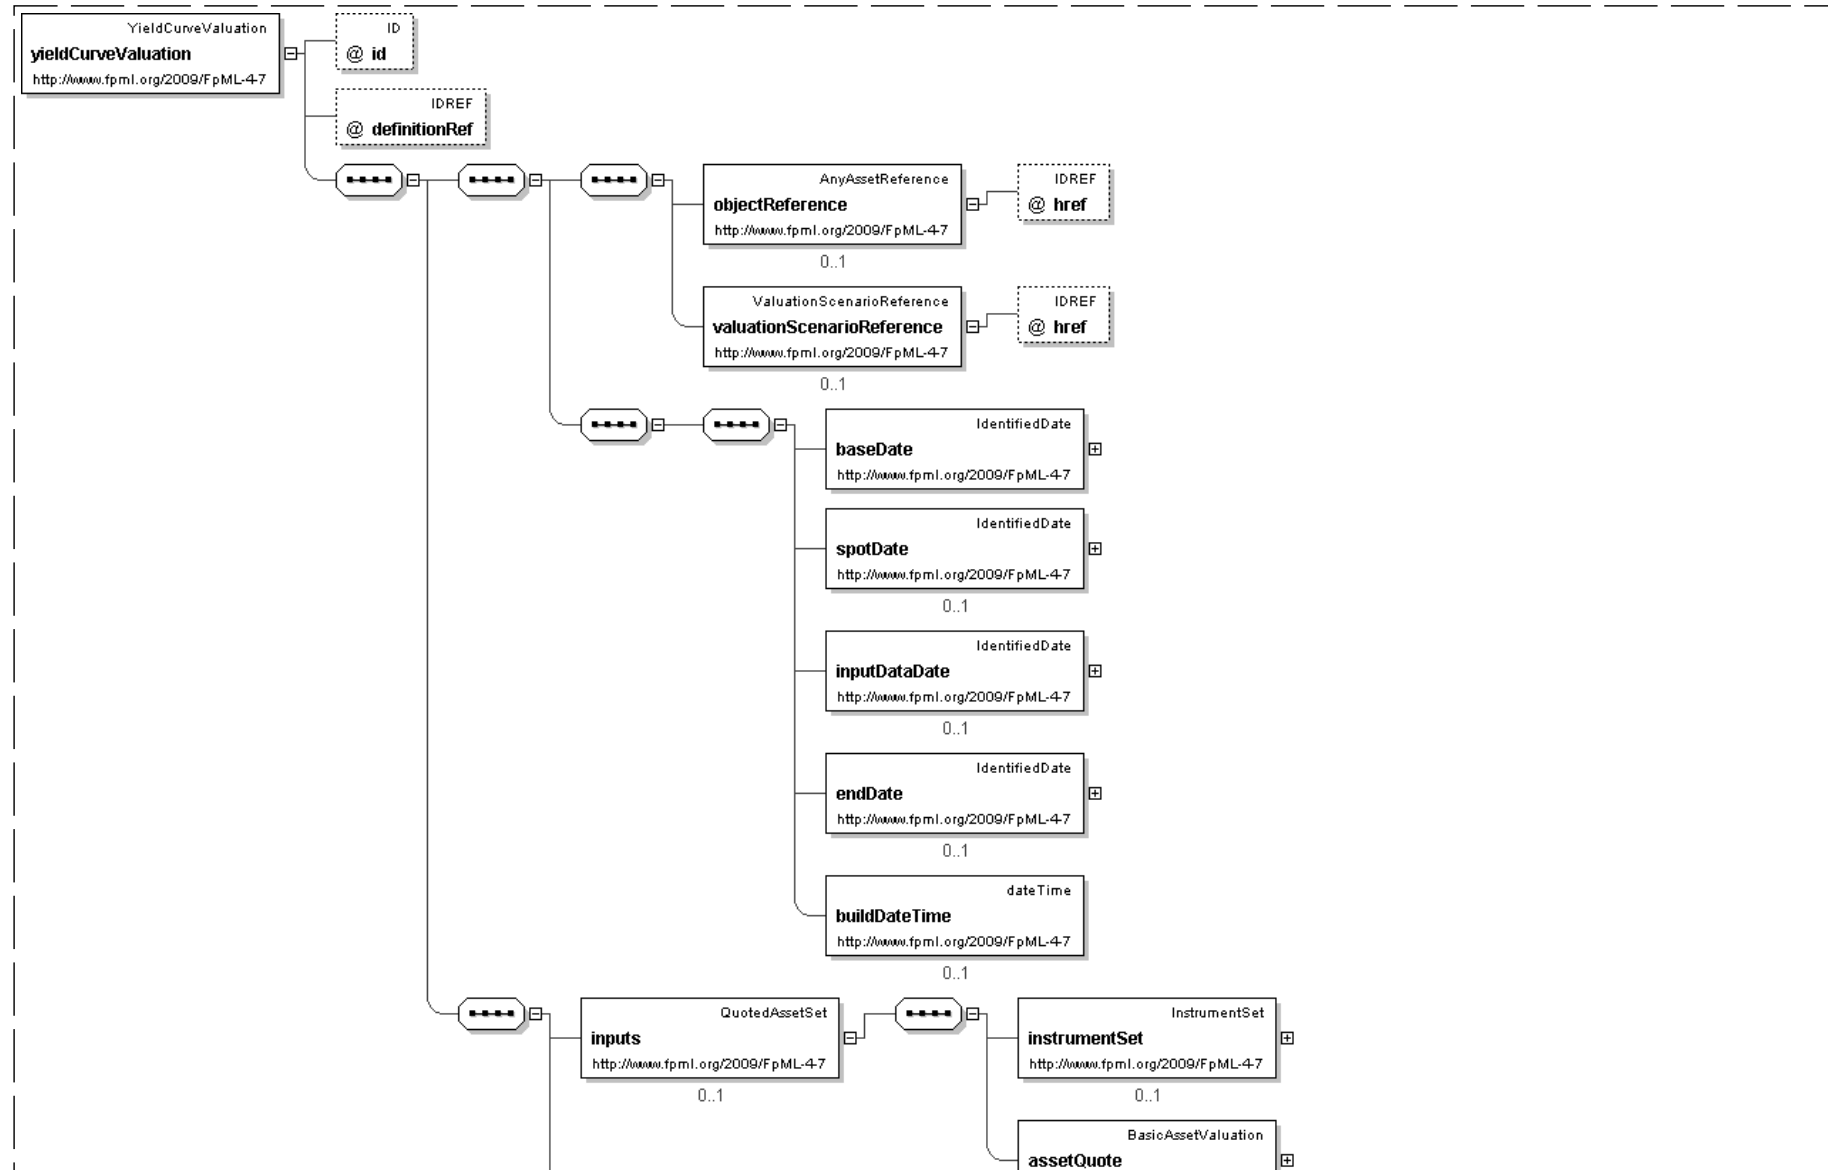 YieldCurveValuation
yieldCurveValuation
http://www.fpml.org/2009/FpML-4-7
ID
@ id
IDREF
@ definitionRef
AnyAssetReference
objectReference
http://www.fpml.org/2009/FpML-4-7
0..1
IDREF
@ href
ValuationScenarioReference
valuationScenarioReference
http://www.fpml.org/2009/FpML-4-7
0..1
IDREF
@ href
IdentifiedDate
baseDate
http://www.fpml.org/2009/FpML-4-7
IdentifiedDate
spotDate
http://www.fpml.org/2009/FpML-4-7
0..1
IdentifiedDate
inputDataDate
http://www.fpml.org/2009/FpML-4-7
0..1
IdentifiedDate
endDate
http://www.fpml.org/2009/FpML-4-7
0..1
dateTime
buildDateTime
http://www.fpml.org/2009/FpML-4-7
0..1
QuotedAssetSet
inputs
http://www.fpml.org/2009/FpML-4-7
0..1
InstrumentSet
instrumentSet
http://www.fpml.org/2009/FpML-4-7
0..1
BasicAssetValuation
assetQuote